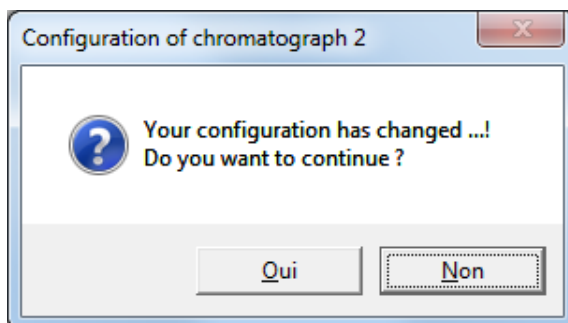 Configuration of chromatograph 2
Your configuration has changed ...!
Do you want to continue ?
Oui
Non